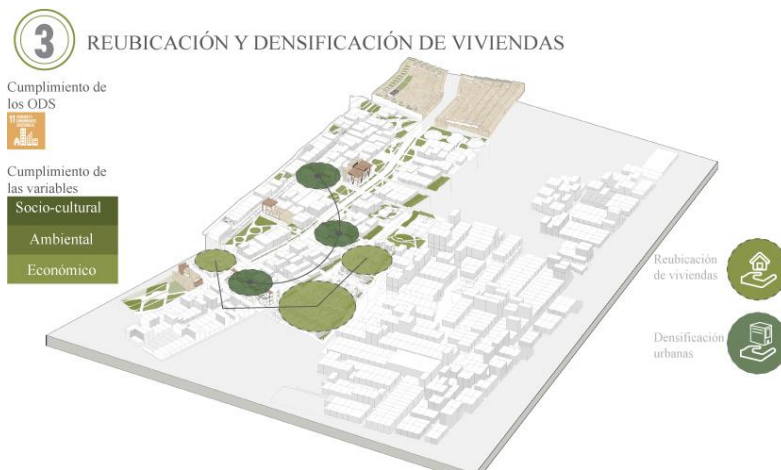 3
REUBICACIÓN Y DENSIFICACIÓN DE VIVIENDAS
Cumplimiento de
los ODS
11
Cumplimiento de
las variables
Socio-cultural
Ambiental
Económico
Reubicación
de viviendas
Densificación
urbanas